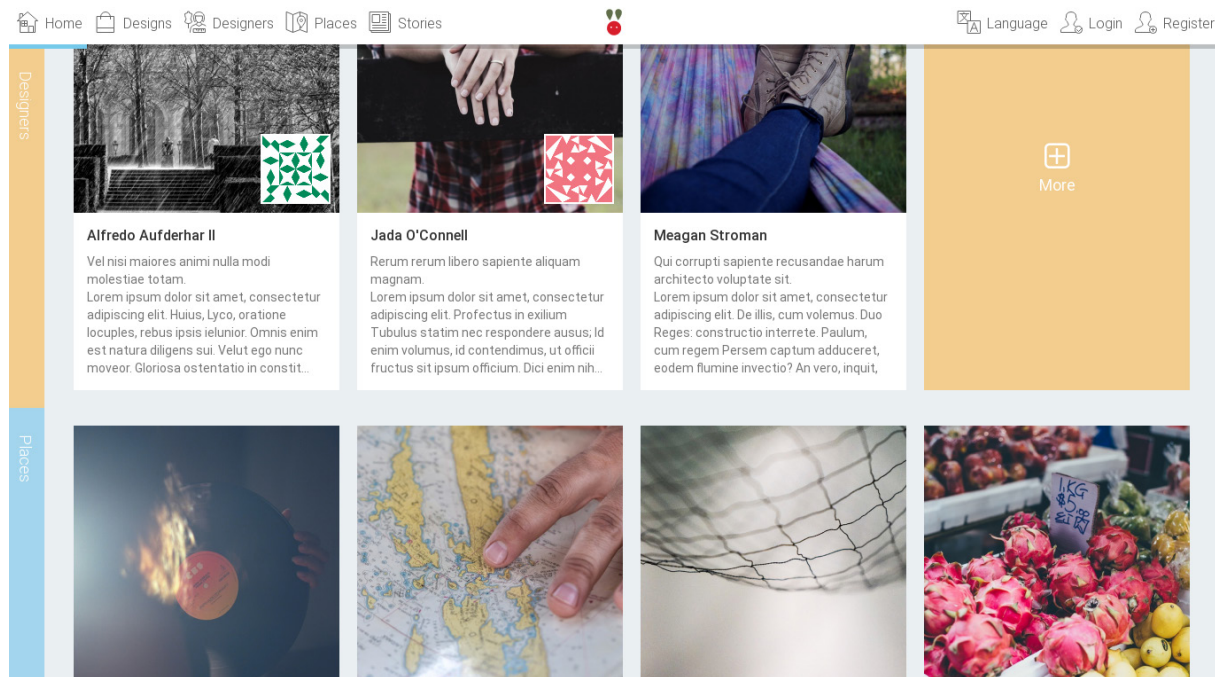 Home
Designs
Designers
Places
Stories
Language
Login
Register
Designers
Alfredo Aufderhar II
Vel nisi maiores animi nulla modi
molestiae totam.
Lorem ipsum dolor sit amet, consectetur
adipiscing elit. Huius, Lyco, oratione
locuples, rebus ipsis ielunior. Omnis enim
est natura diligens sui. Velut ego nunc
moveor. Gloriosa ostentatio in constit...
Jada O'Connell
Rerum rerum libero sapiente aliquam
magnam.
Lorem ipsum dolor sit amet, consectetur
adipiscing elit. Profectus in exilium
Tubulus statim nec respondere ausus; Id
enim volumus, id contendimus, ut officii
fructus sit ipsum officium. Dici enim nih...
Meagan Stroman
Qui corrupti sapiente recusandae harum
architecto voluptate sit.
Lorem ipsum dolor sit amet, consectetur
adipiscing elit. De illis, cum volemus. Duo
Reges: constructio interrete. Paulum,
cum regem Persem captum adduceret,
eodem flumine invectio? An vero, inquit,
More
Places
1.KG
$5.00